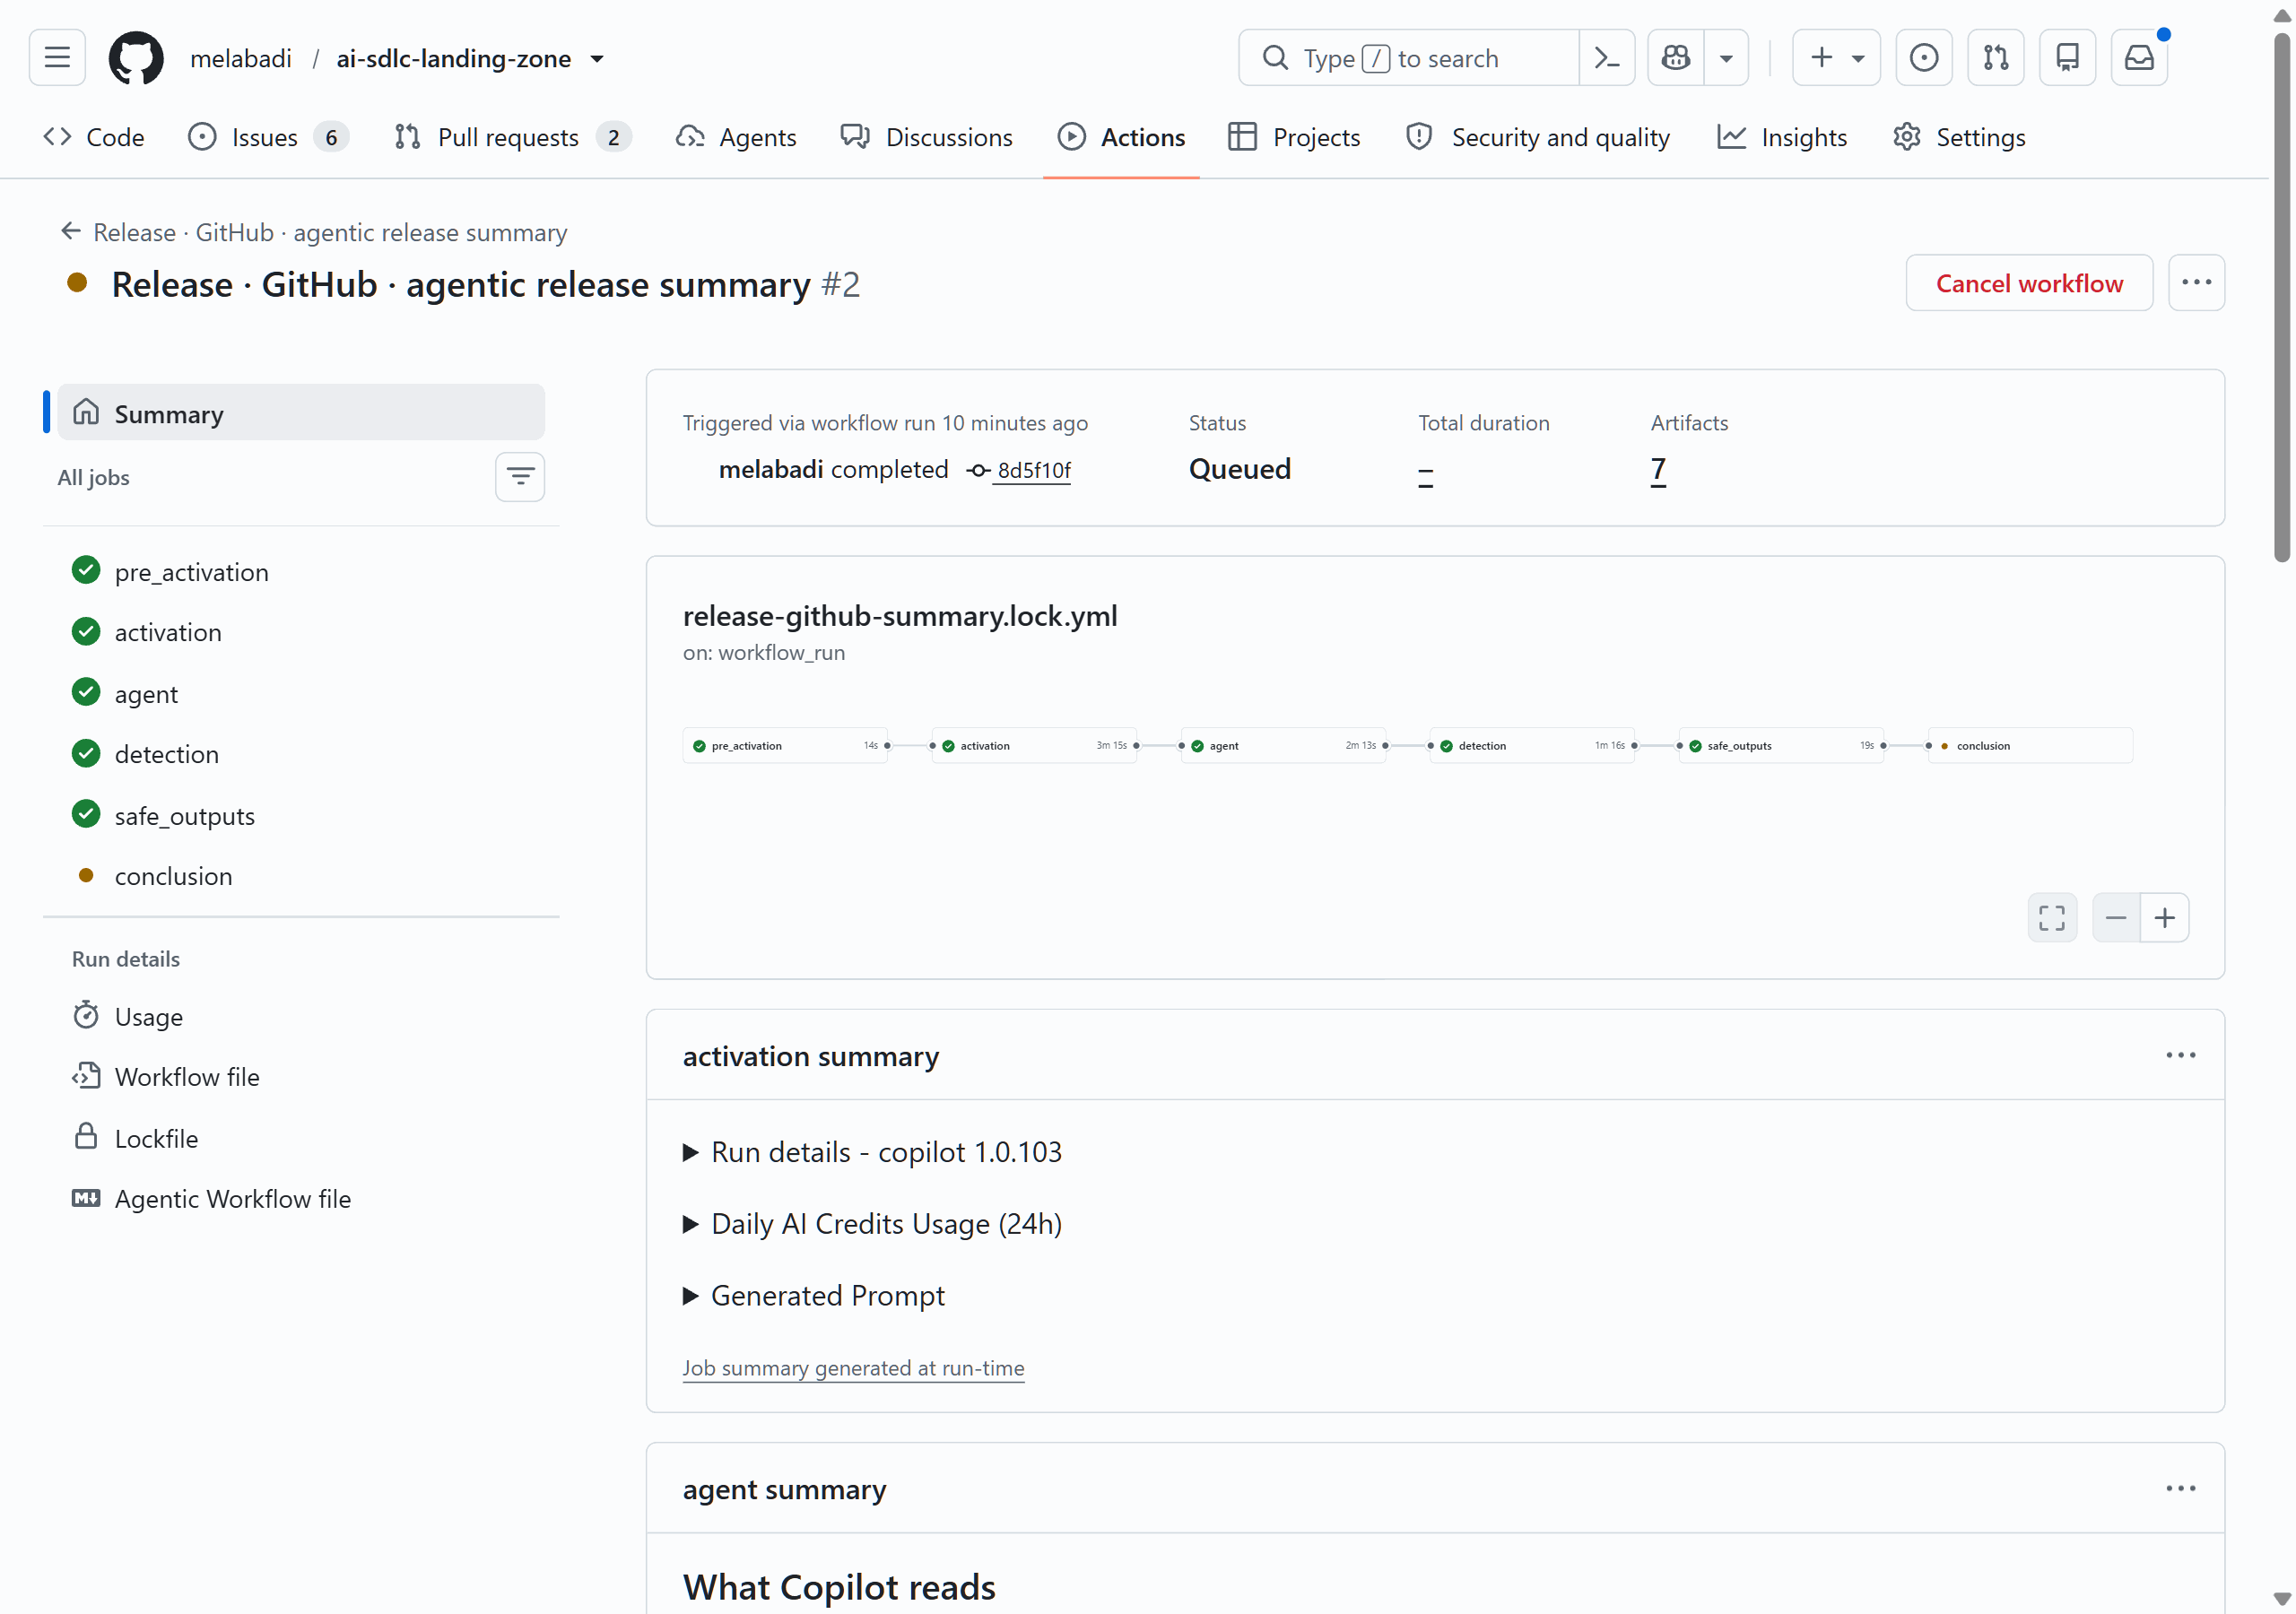 melabadi / ai-sdlc-landing-zone
Type / to search
Code
Issues 6
Pull requests 2
Agents
Discussions
Actions
Projects
Security and quality
Insights
Settings
Release · GitHub · agentic release summary
Release · GitHub · agentic release summary #2
Cancel workflow
Summary
All jobs
pre_activation
activation
agent
detection
safe_outputs
conclusion
Run details
Usage
Workflow file
Lockfile
Agentic Workflow file
Triggered via workflow run 10 minutes ago
melabadi completed 8d5f10f
Status
Queued
Total duration
–
Artifacts
7
release-github-summary.lock.yml
on: workflow_run
pre_activation 14s
activation 3m 15s
agent 2m 13s
detection 1m 16s
safe_outputs 19s
conclusion
activation summary
Run details - copilot 1.0.103
Daily AI Credits Usage (24h)
Generated Prompt
Job summary generated at run-time
agent summary
What Copilot reads